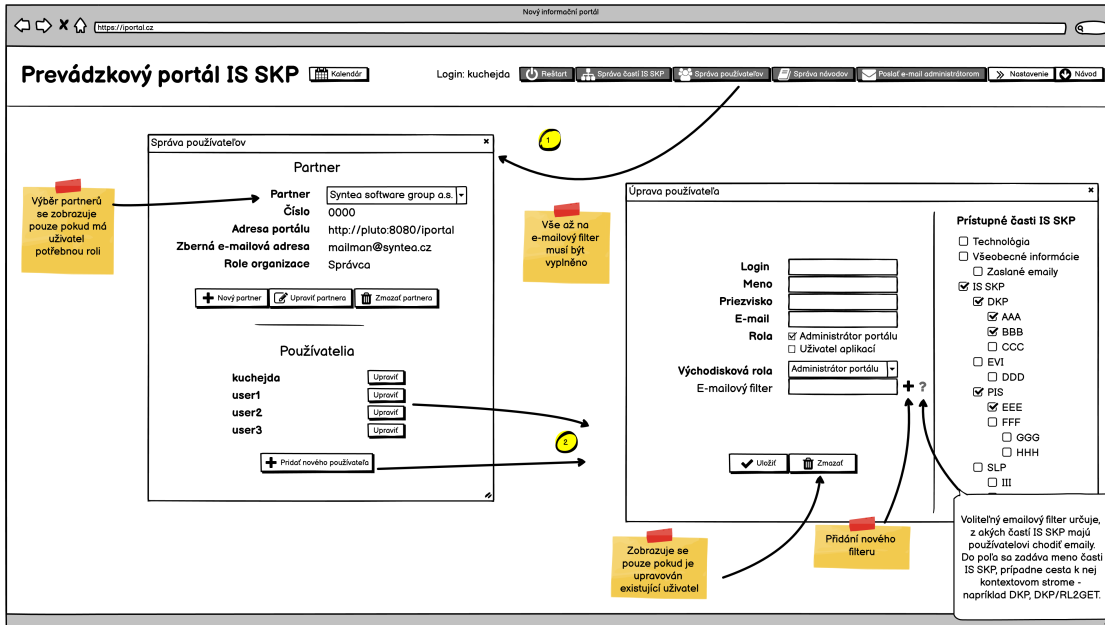 Nový informační portál
https://iportal.cz
Prevádzkový portál IS SKP
Kalendár
Login: kuchejda
Reštart
Správa častí IS SKP
Správa používateľov
Správa návodov
Poslať e-mail administrátorom
Nastavenie
Návod
1
Správa používateľov
Partner
Partner Syntea software group a.s.
Číslo 0000
Adresa portálu http://pluto:8080/iportal
Zberná e-mailová adresa mailman@syntea.cz
Role organizace Správca
Nový partner
Upraviť partnera
Zmazať partnera
Používatelia
kuchejda Upraviť
user1 Upraviť
user2 Upraviť
user3 Upraviť
Pridať nového používateľa
Výběr partnerů
se zobrazuje
pouze pokud má
uživatel
potřebnou roli
Vše až na
e-mailový filter
musí být
vyplněno
2
Úprava používateľa
Login
Meno
Priezvisko
E-mail
Rola Administrátor portálu
Uživatel aplikací
Východisková rola Administrátor portálu
E-mailový filter
?
Uložiť
Zmazať
Prístupné časti IS SKP
Technológia
Všeobecné informácie
Zaslané emaily
IS SKP
DKP
AAA
BBB
CCC
EVI
DDD
PIS
EEE
FFF
GGG
HHH
SLP
III
Zobrazuje se
pouze pokud je
upravován
existující uživatel
Přidání nového
filteru
Voliteľný emailový filter určuje,
z akých častí IS SKP majú
používatelovi chodiť emaily.
Do poľa sa zadáva meno časti
IS SKP, prípadne cesta k nej
kontextovom strome -
napríklad DKP, DKP/RL2GET.